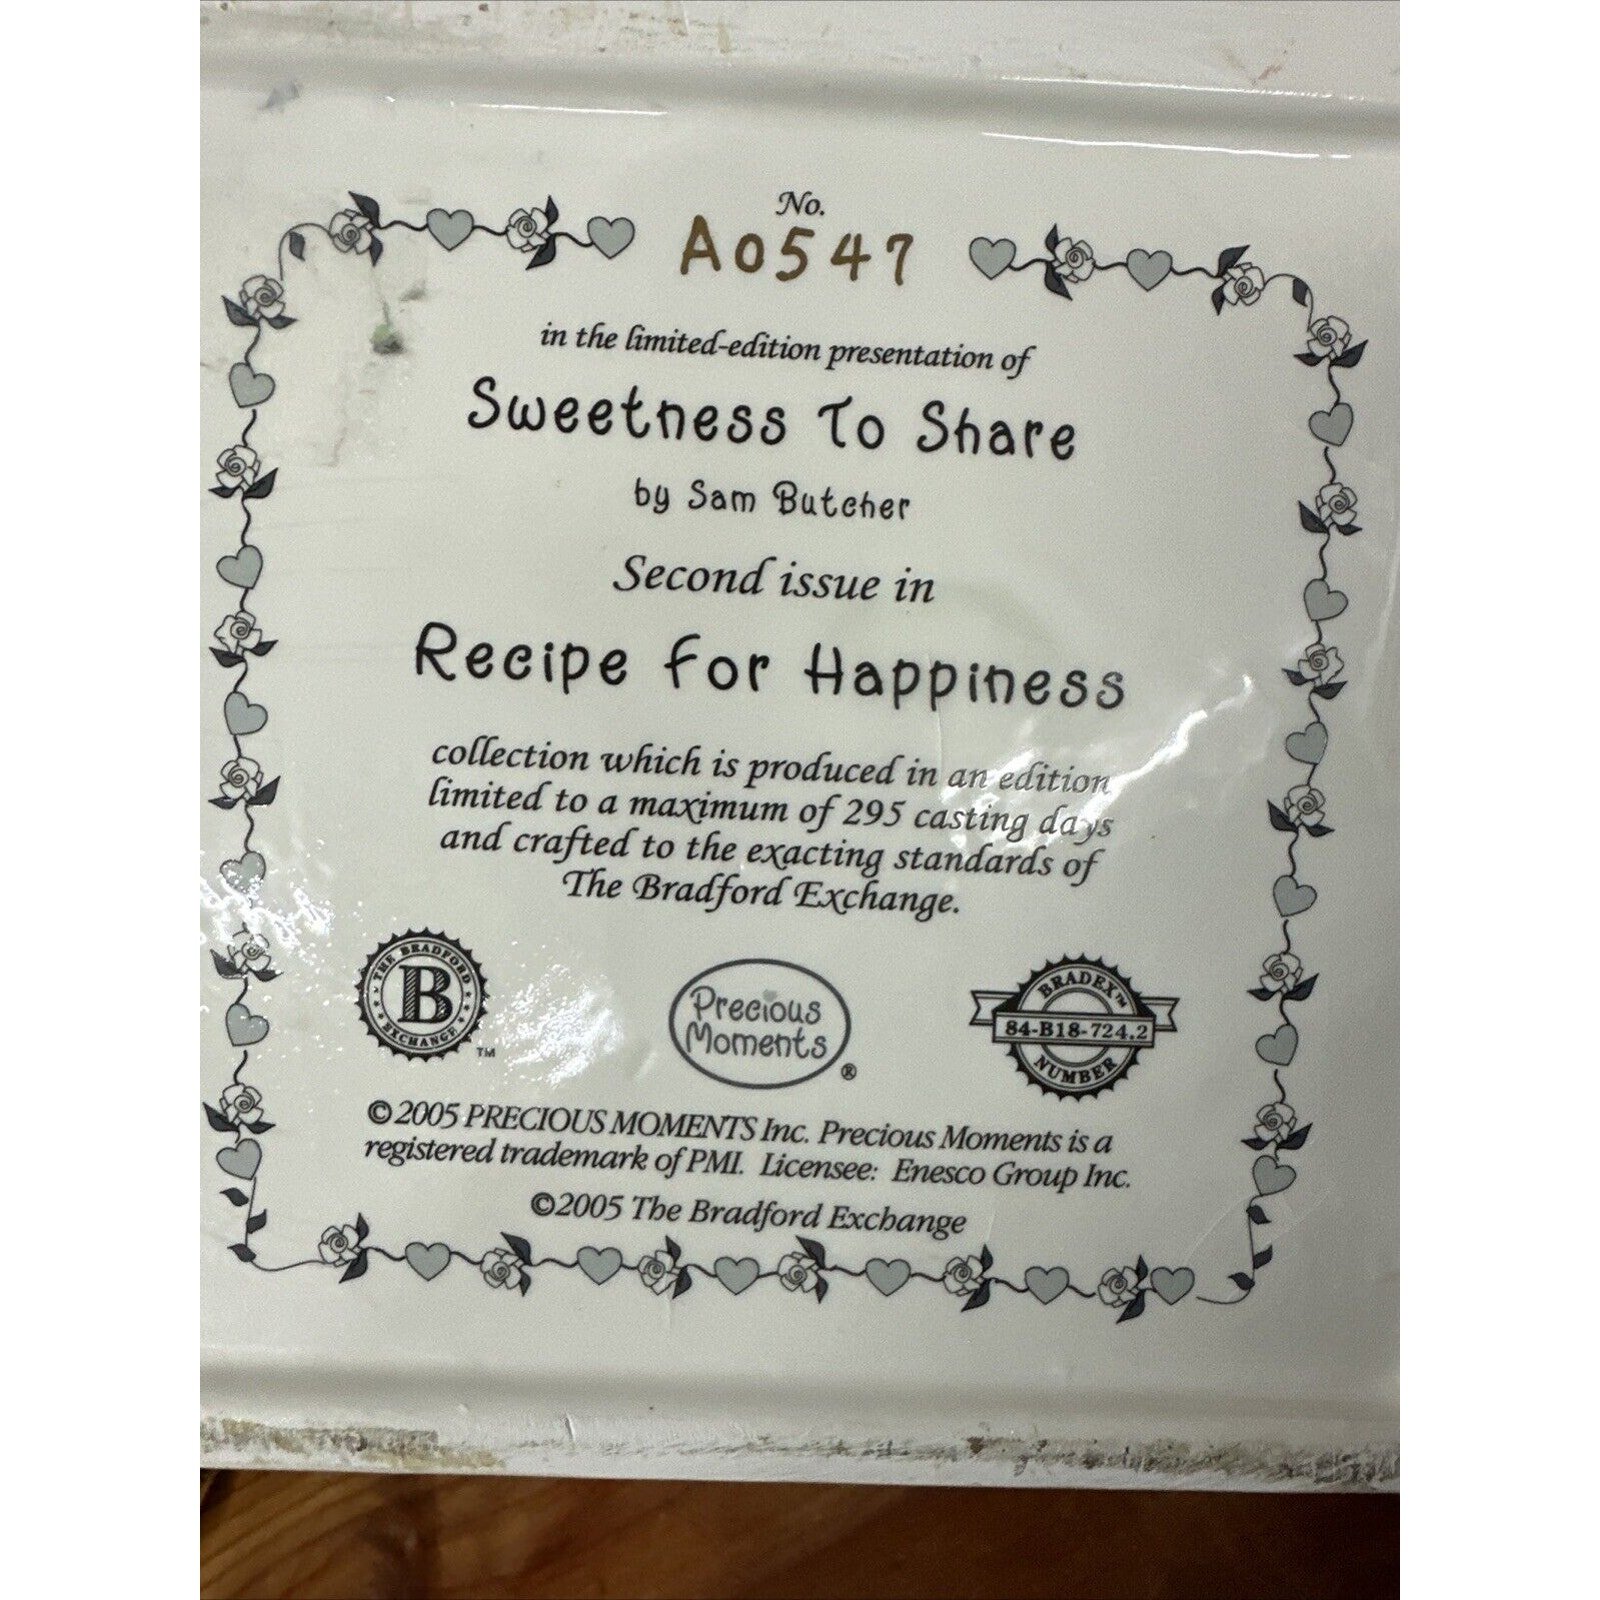 No.
A0547
in the limited-edition presentation of
Sweetness To Share
by Sam Butcher
Second issue in
Recipe for Happiness
collection which is produced in an edition
limited to a maximum of 295 casting days
and crafted to the exacting standards of
The Bradford Exchange.
THE BRADFORD
B
EXCHANGE
™
Precious
Moments
®
BRADEX™
84-B18-724.2
NUMBER
©2005 PRECIOUS MOMENTS Inc. Precious Moments is a
registered trademark of PMI. Licensee: Enesco Group Inc.
©2005 The Bradford Exchange